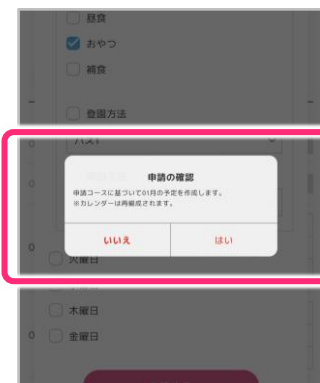 昼食
おやつ
補食
登園方法
バス1
申請の確認
申請コースに基づいて01月の予定を作成します。
※カレンダーは再編成されます。
いいえ
はい
火曜日
木曜日
金曜日